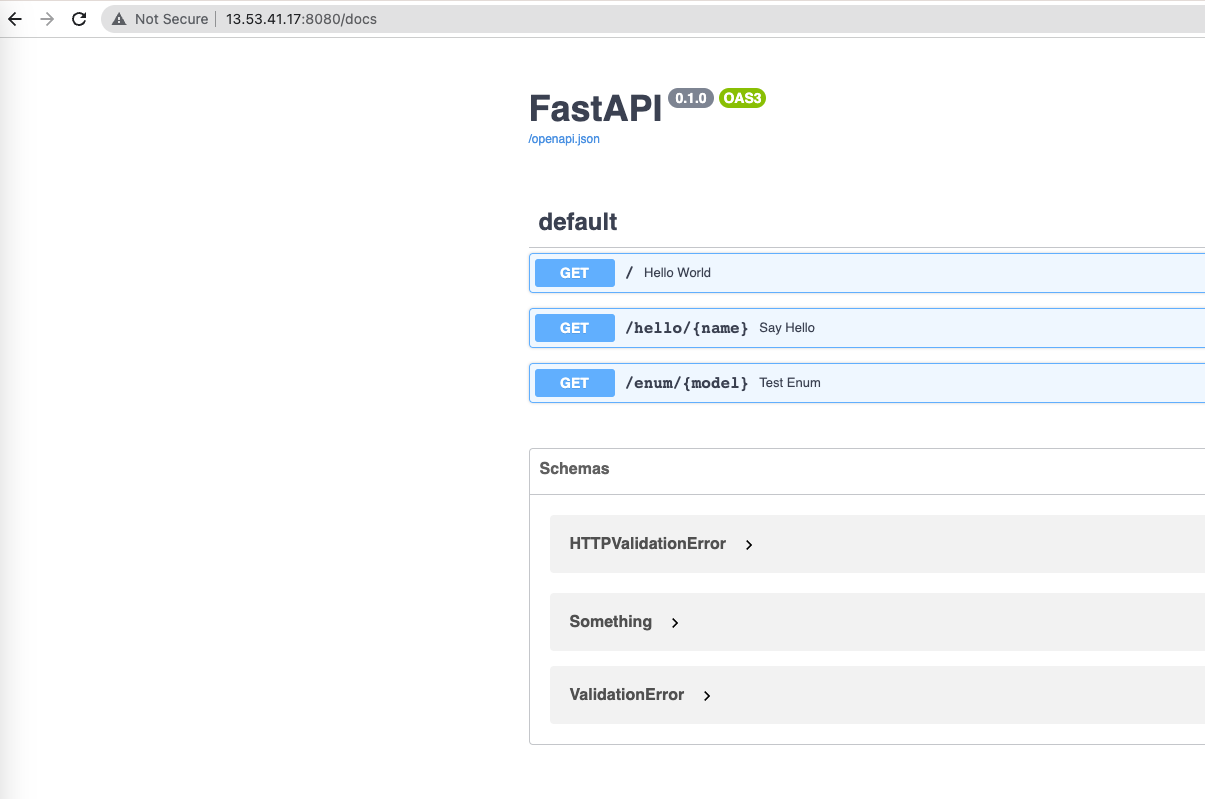 Not Secure | 13.53.41.17:8080/docs
FastAPI 0.1.0 OAS3
/openapi.json
default
GET / Hello World
GET /hello/{name} Say Hello
GET /enum/{model} Test Enum
Schemas
HTTPValidationError
Something
ValidationError